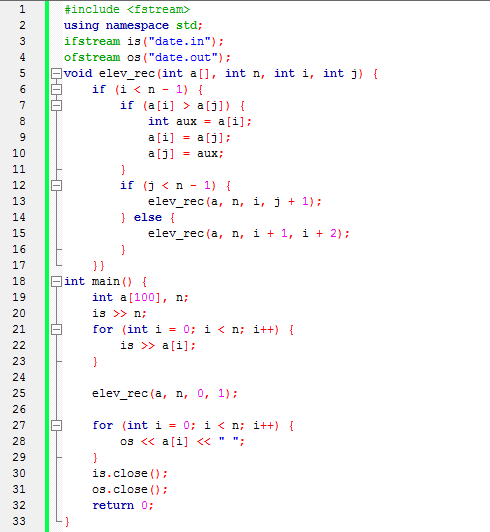 1 #include <fstream>
2 using namespace std;
3 ifstream is("date.in");
4 ofstream os("date.out");
5 void elev_rec(int a[], int n, int i, int j) {
6 if (i < n - 1) {
7 if (a[i] > a[j]) {
8 int aux = a[i];
9 a[i] = a[j];
10 a[j] = aux;
11 }
12 if (j < n - 1) {
13 elev_rec(a, n, i, j + 1);
14 } else {
15 elev_rec(a, n, i + 1, i + 2);
16 }
17 }}
18 int main() {
19 int a[100], n;
20 is >> n;
21 for (int i = 0; i < n; i++) {
22 is >> a[i];
23 }
24
25 elev_rec(a, n, 0, 1);
26
27 for (int i = 0; i < n; i++) {
28 os << a[i] << " ";
29 }
30 is.close();
31 os.close();
32 return 0;
33 }